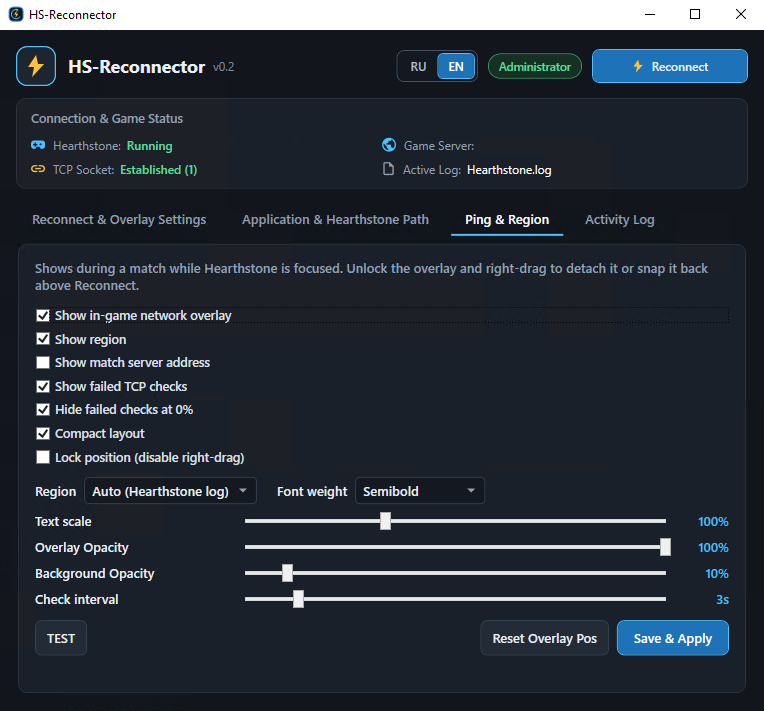 HS-Reconnector
HS-Reconnector v0.2
RU EN Administrator Reconnect
Connection & Game Status
Hearthstone: Running
Game Server:
TCP Socket: Established (1)
Active Log: Hearthstone.log
Reconnect & Overlay Settings
Application & Hearthstone Path
Ping & Region
Activity Log
Shows during a match while Hearthstone is focused. Unlock the overlay and right-drag to detach it or snap it back
above Reconnect.
Show in-game network overlay
Show region
Show match server address
Show failed TCP checks
Hide failed checks at 0%
Compact layout
Lock position (disable right-drag)
Region Auto (Hearthstone log) Font weight Semibold
Text scale 100%
Overlay Opacity 100%
Background Opacity 10%
Check interval 3s
TEST Reset Overlay Pos Save & Apply